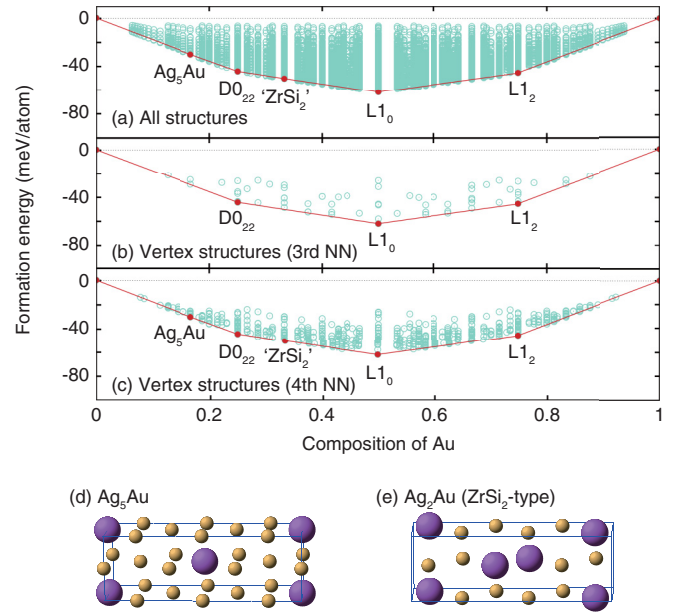 0
-40
-60
-80
Ag₅Au
D0₂₂ 'ZrSi₂'
L1₀
L1₂
(a) All structures
0
-40
-80
D0₂₂
L1₀
L1₂
(b) Vertex structures (3rd NN)
0
-40
-80
Ag₅Au
D0₂₂ 'ZrSi₂'
L1₀
L1₂
(c) Vertex structures (4th NN)
Formation energy (meV/atom)
0 0.2 0.4 0.6 0.8 1
Composition of Au
(d) Ag₅Au
(e) Ag₂Au (ZrSi₂-type)